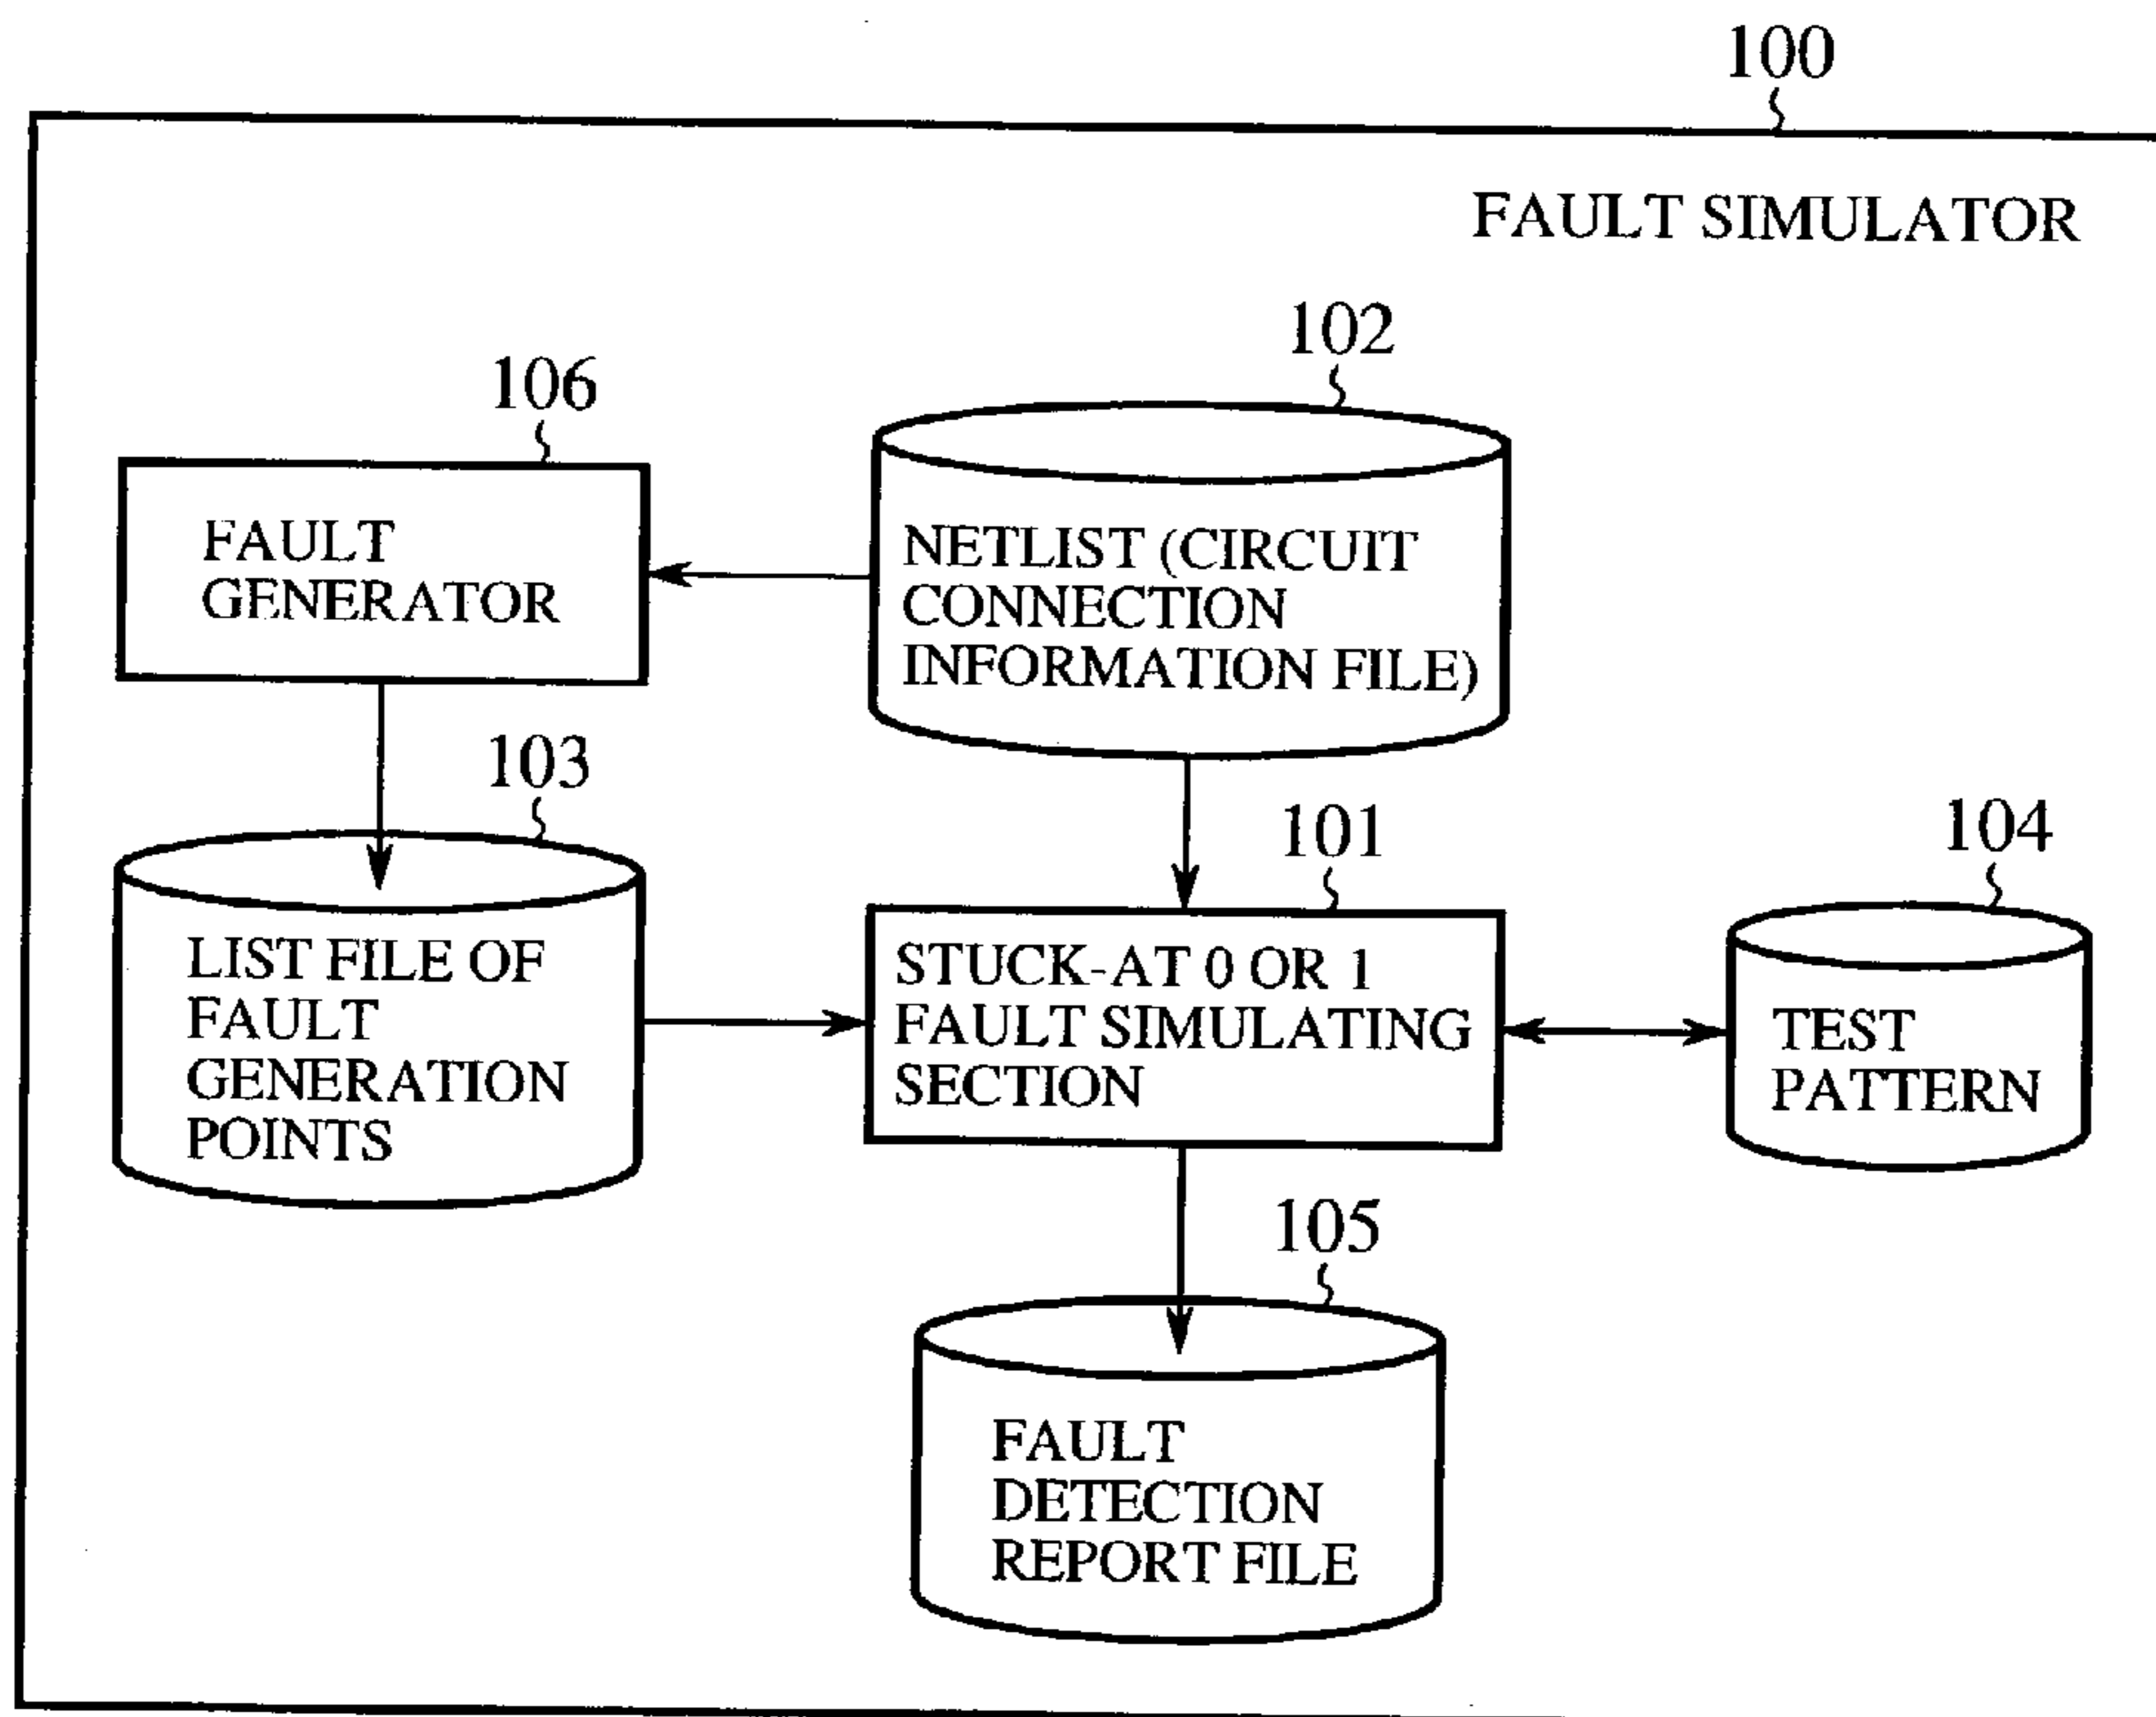 100
FAULT SIMULATOR
102
106
NETLIST (CIRCUIT
CONNECTION
INFORMATION FILE)
FAULT
GENERATOR
103
101
104
LIST FILE OF
FAULT
GENERATION
POINTS
STUCK-AT 0 OR 1
FAULT SIMULATING
SECTION
TEST
PATTERN
105
FAULT
DETECTION
REPORT FILE